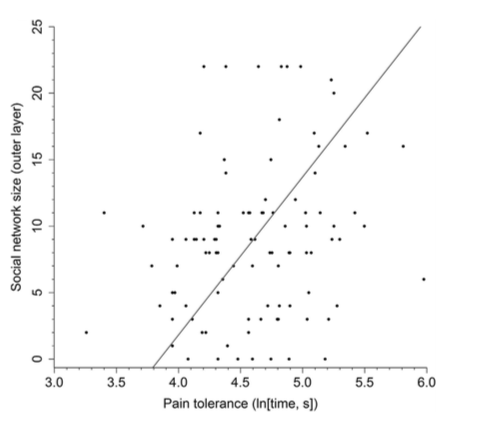 Social network size (outer layer)
25
20
15
10
5
0
3.0 3.5 4.0 4.5 5.0 5.5 6.0
Pain tolerance (ln[time, s])